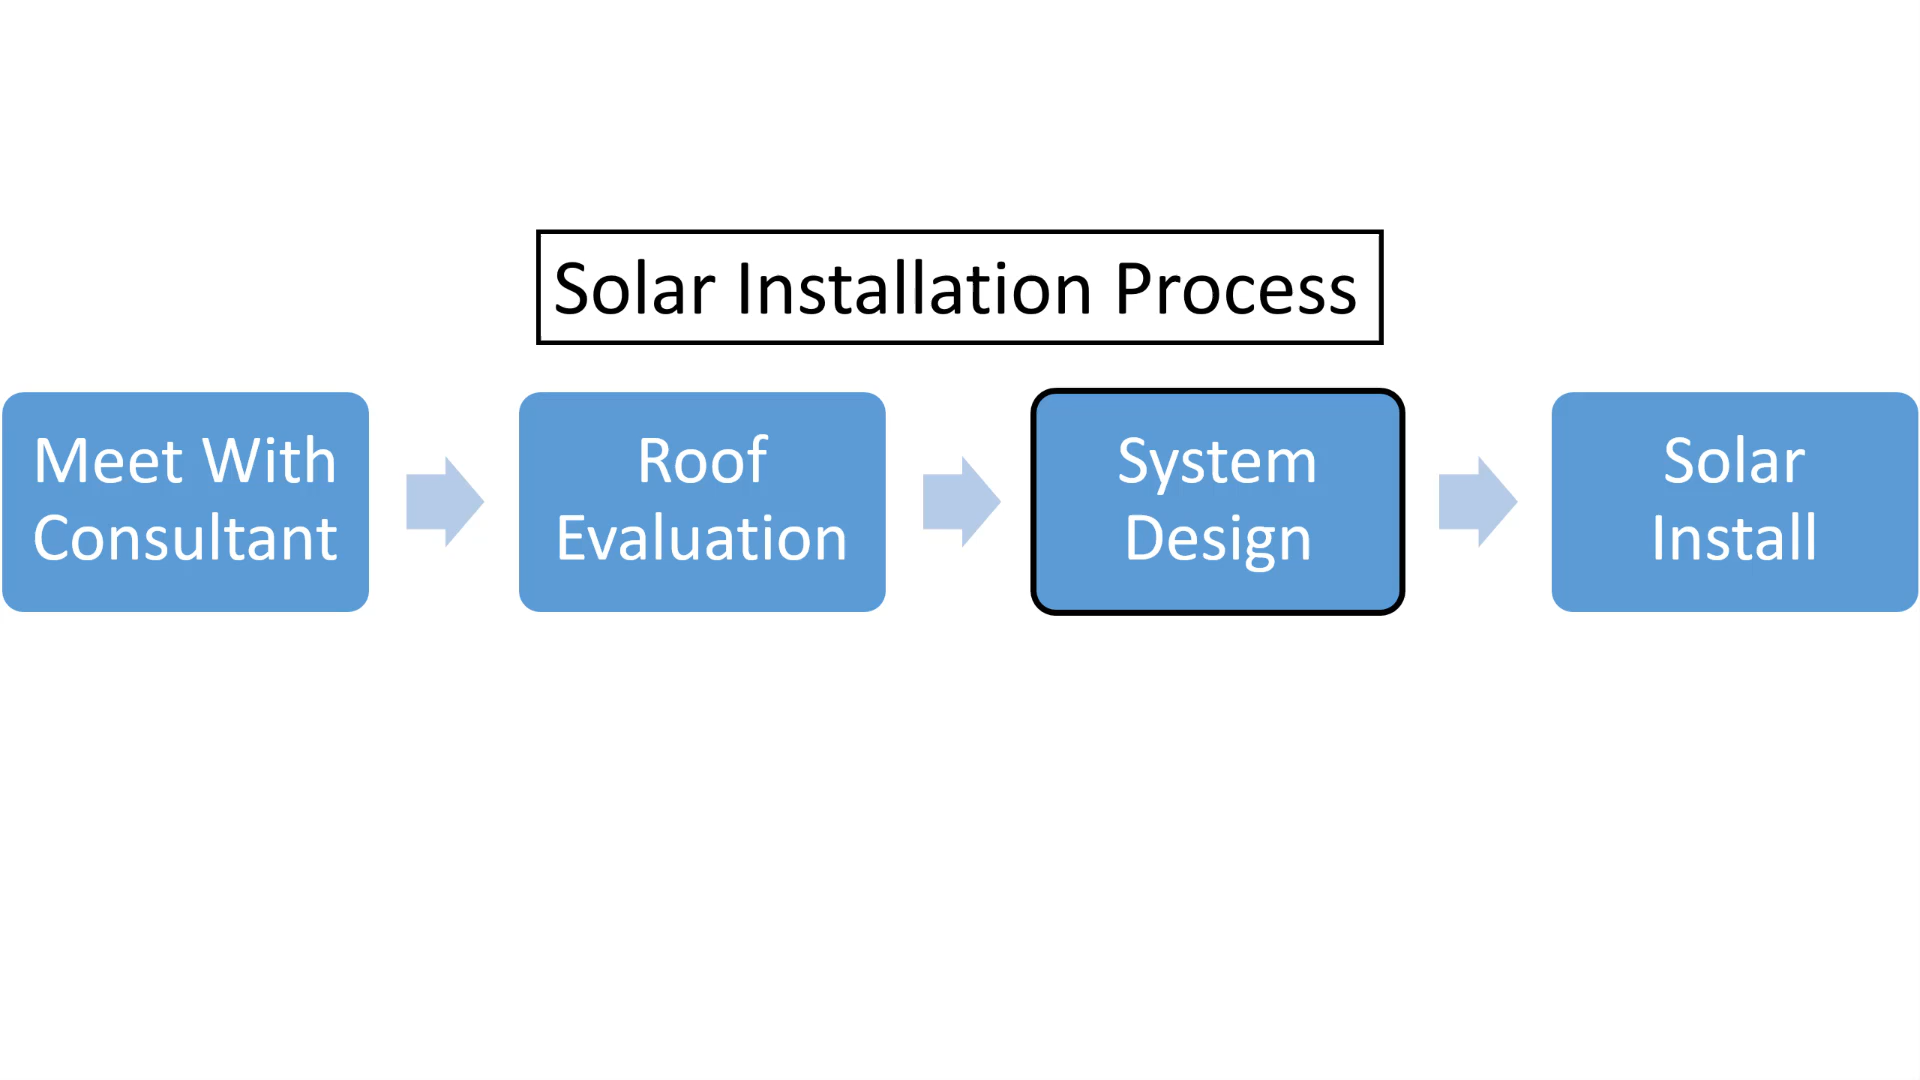 Solar Installation Process
Meet With
Consultant
Roof
Evaluation
System
Design
Solar
Install